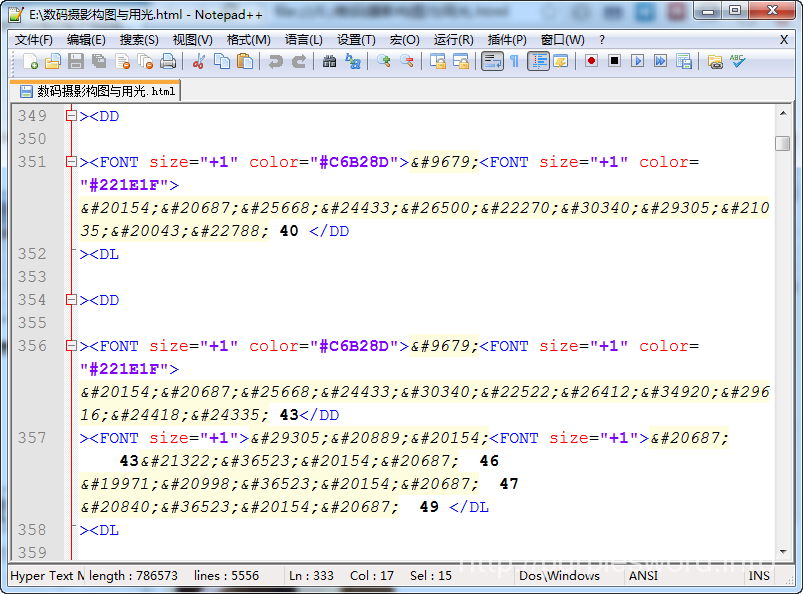 E:\数码摄影构图与用光.html - Notepad++
文件(F) 编辑(E) 搜索(S) 视图(V) 格式(M) 语言(L) 设置(T) 宏(O) 运行(R) 插件(P) 窗口(W) ? X
数码摄影构图与用光.html
349 ><DD
350
351 ><FONT size="+1" color="#C6B28D">&#9679;<FONT size="+1" color=
"#221E1F">
&#20154;&#20687;&#25668;&#24433;&#26500;&#22270;&#30340;&#29305;&#210
35;&#20043;&#22788; 40 </DD
352 ><DL
353
354 ><DD
355
356 ><FONT size="+1" color="#C6B28D">&#9679;<FONT size="+1" color=
"#221E1F">
&#20154;&#20687;&#25668;&#24433;&#30340;&#22522;&#26412;&#34920;&#296
16;&#24418;&#24335; 43</DD
357 ><FONT size="+1">&#29305;&#20889;&#20154;<FONT size="+1">&#20687;
43&#21322;&#36523;&#20154;&#20687; 46
&#19971;&#20998;&#36523;&#20154;&#20687; 47
&#20840;&#36523;&#20154;&#20687; 49 </DL
358 ><DL
359
Hyper Text M length : 786573 lines : 5556 Ln : 333 Col : 17 Sel : 15 Dos\Windows ANSI INS